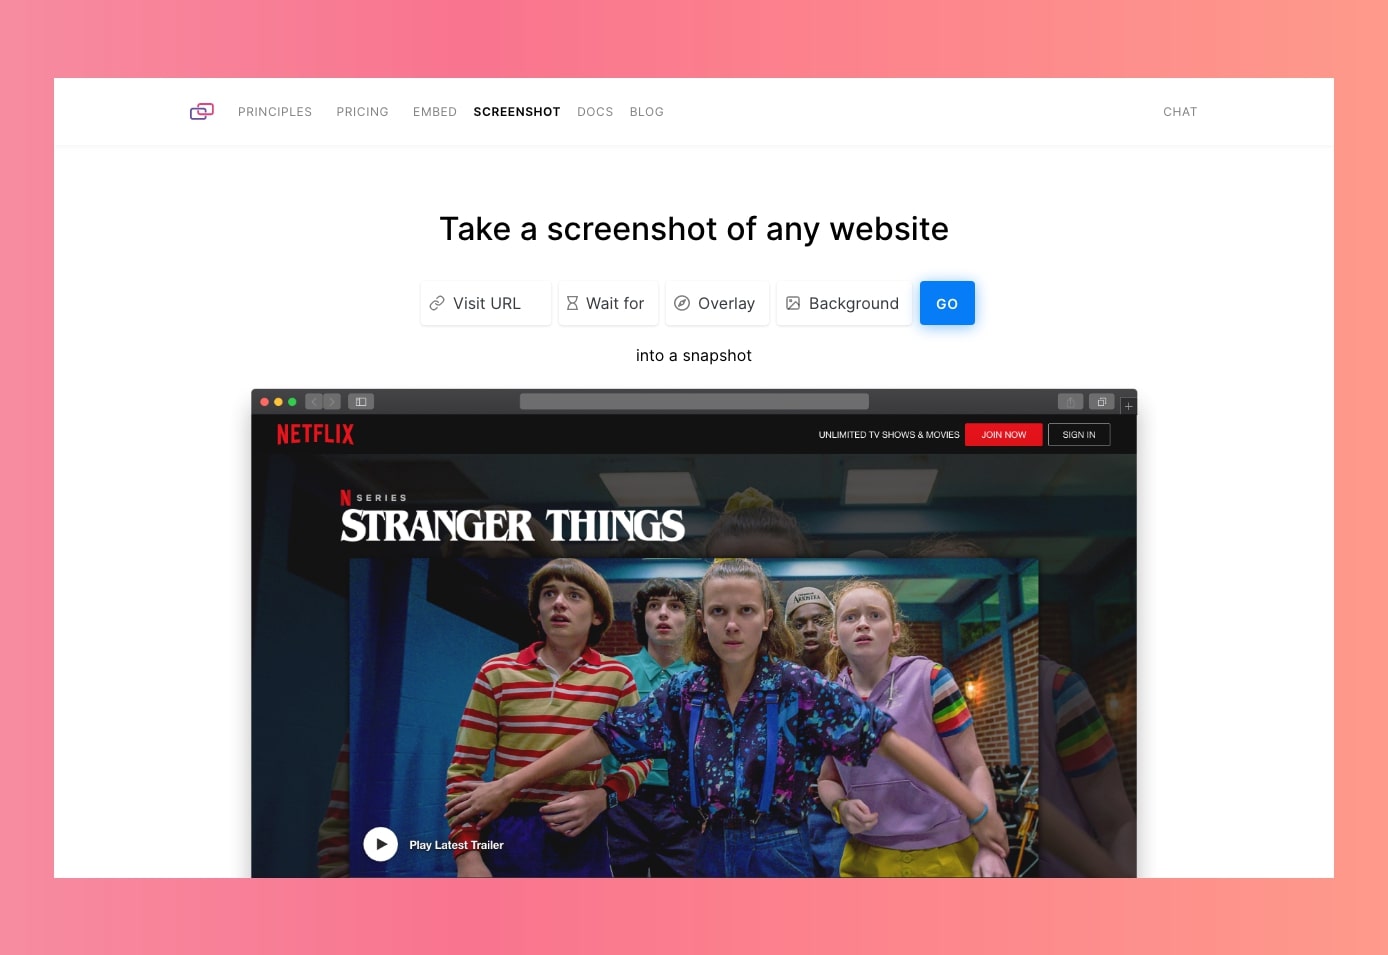 PRINCIPLES PRICING EMBED SCREENSHOT DOCS BLOG CHAT
Take a screenshot of any website
Visit URL Wait for Overlay Background GO
into a snapshot
NETFLIX UNLIMITED TV SHOWS & MOVIES JOIN NOW SIGN IN
N SERIES
STRANGER THINGS
Play Latest Trailer